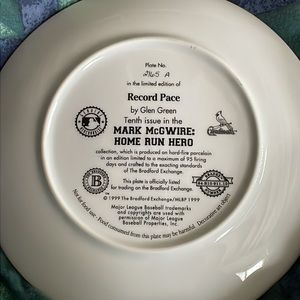 Plate No.
2165 A
in the limited edition of
Record Pace
by Glen Green
Tenth issue in the
MARK McGWIRE:
HOME RUN HERO
collection, which is produced on hard-fire porcelain
in an edition limited to a maximum of 95 firing
days and crafted to the exacting standards
of The Bradford Exchange.
This plate is officially listed
for trading on the Bradford Exchange.
B
© 1999 The Bradford Exchange/MLBP 1999
Major League Baseball trademarks
and copyrights are used with
permission of Major League
Baseball Properties, Inc.
Not for food use. Food consumed from this plate may be harmful. Decorative art object.